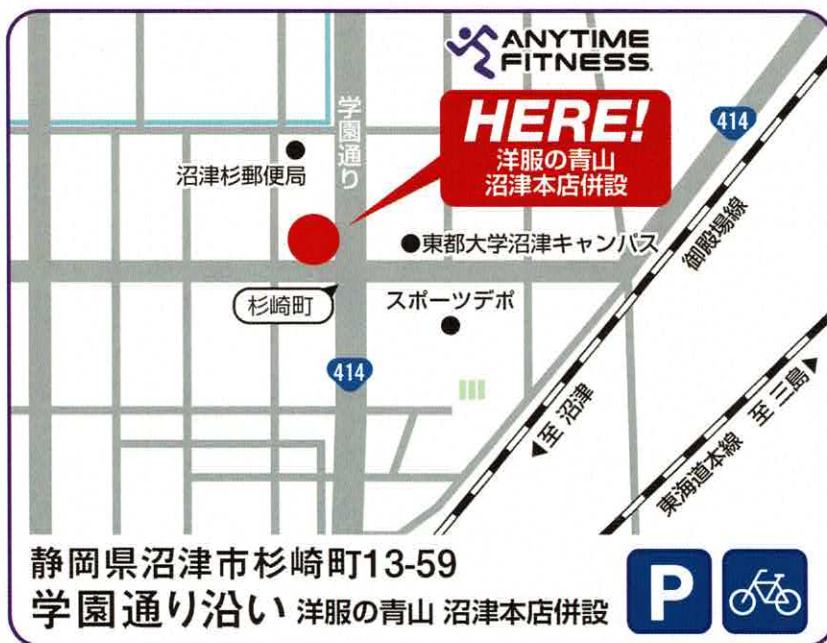 ANYTIME
FITNESS.
学園通り
HERE!
洋服の青山
沼津本店併設
414
沼津杉郵便局
東都大学沼津キャンパス
御殿場線
杉崎町
スポーツデポ
414
至 沼津
至 三島
東海道本線
静岡県沼津市杉崎町13-59
学園通り沿い 洋服の青山 沼津本店併設
P